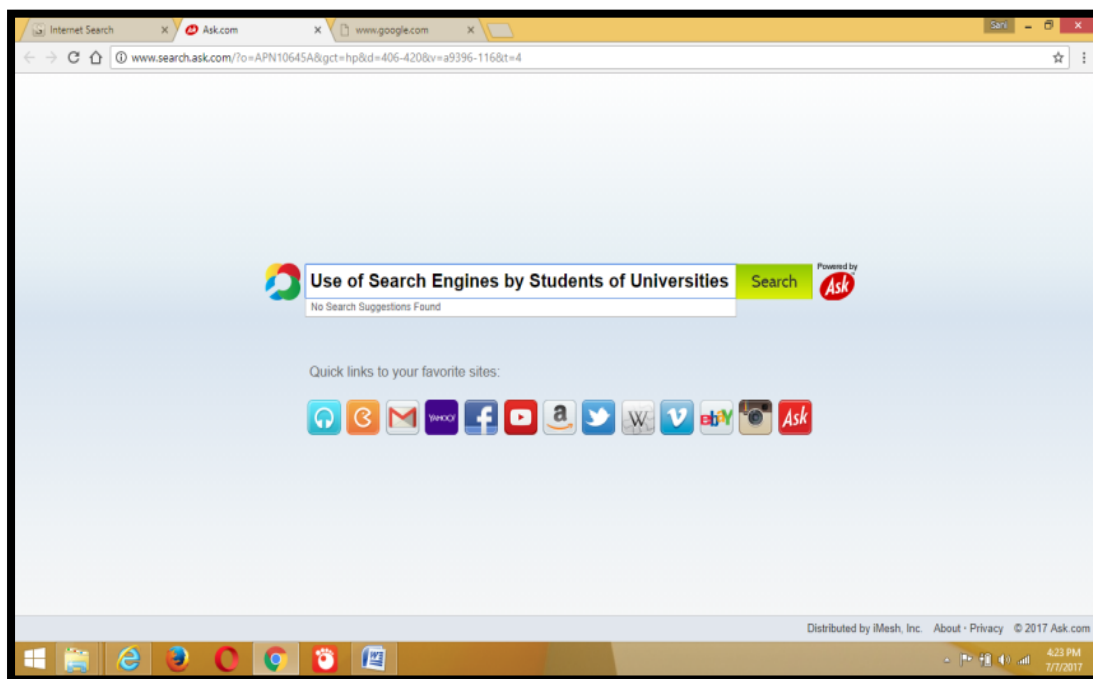 Internet Search
Ask.com
www.google.com
Sani
www.search.ask.com/?o=APN10645A&gct=hp&d=406-420&v=a9396-116&t=4
Use of Search Engines by Students of Universities
Search
Powered by
Ask
No Search Suggestions Found
Quick links to your favorite sites:
YAHOO!
a
W
ebY
Ask
Distributed by iMesh, Inc. About · Privacy © 2017 Ask.com
4:23 PM
7/7/2017